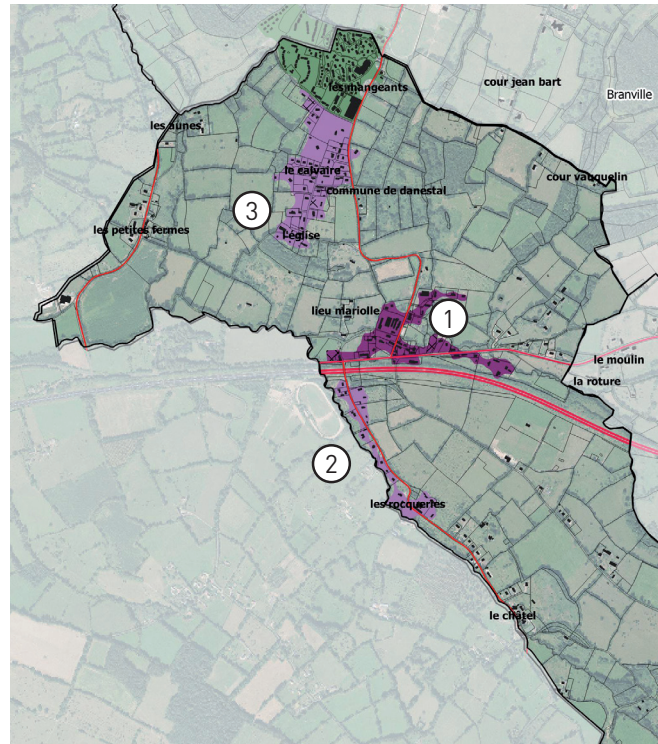 les mangeants
cour jean bart
Branville
les aunes
le calvaire
cour vauquelin
commune de danestal
3
les petites fermes
l'église
lieu mariolle
1
le moulin
la roture
2
les rocqueries
le châtel